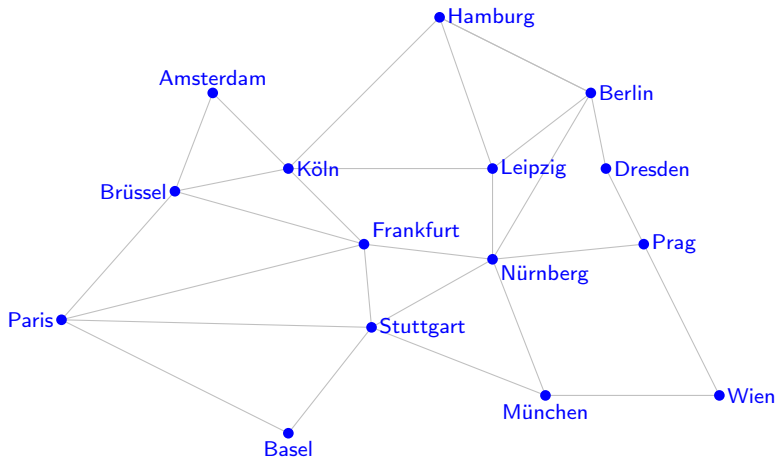 Hamburg
Amsterdam
Berlin
Köln
Leipzig
Dresden
Brüssel
Frankfurt
Prag
Nürnberg
Paris
Stuttgart
Wien
München
Basel